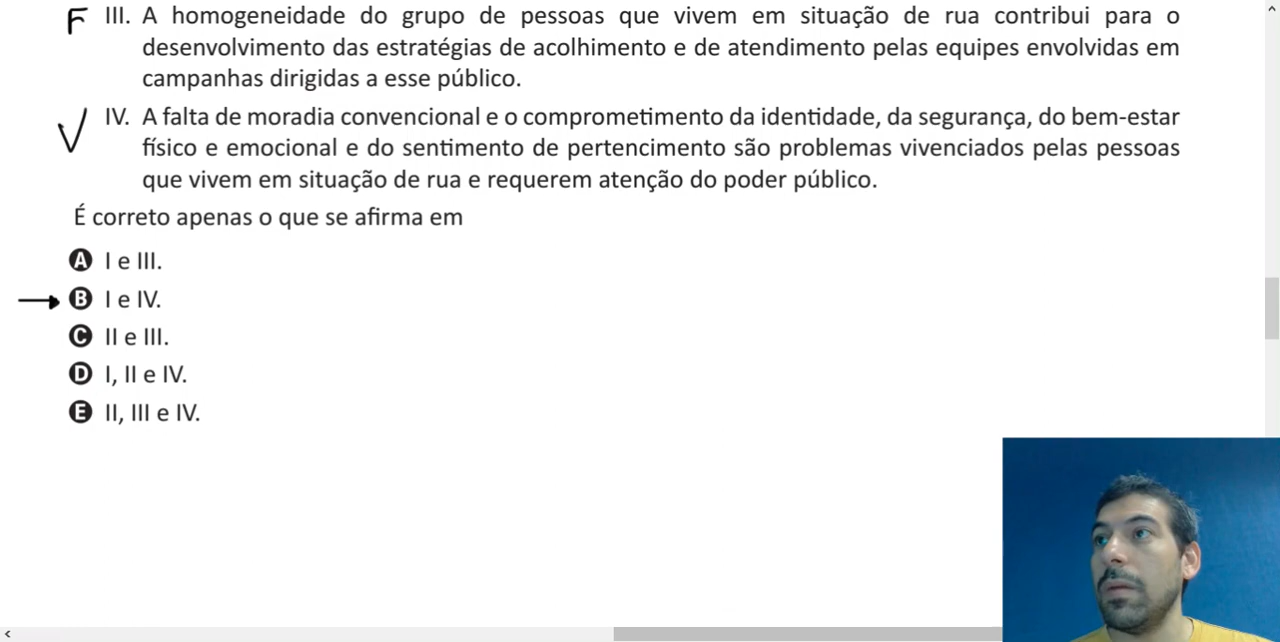 F III. A homogeneidade do grupo de pessoas que vivem em situação de rua contribui para o
desenvolvimento das estratégias de acolhimento e de atendimento pelas equipes envolvidas em
campanhas dirigidas a esse público.
V IV. A falta de moradia convencional e o comprometimento da identidade, da segurança, do bem-estar
físico e emocional e do sentimento de pertencimento são problemas vivenciados pelas pessoas
que vivem em situação de rua e requerem atenção do poder público.
É correto apenas o que se afirma em
A I e III.
B I e IV.
C II e III.
D I, II e IV.
E II, III e IV.